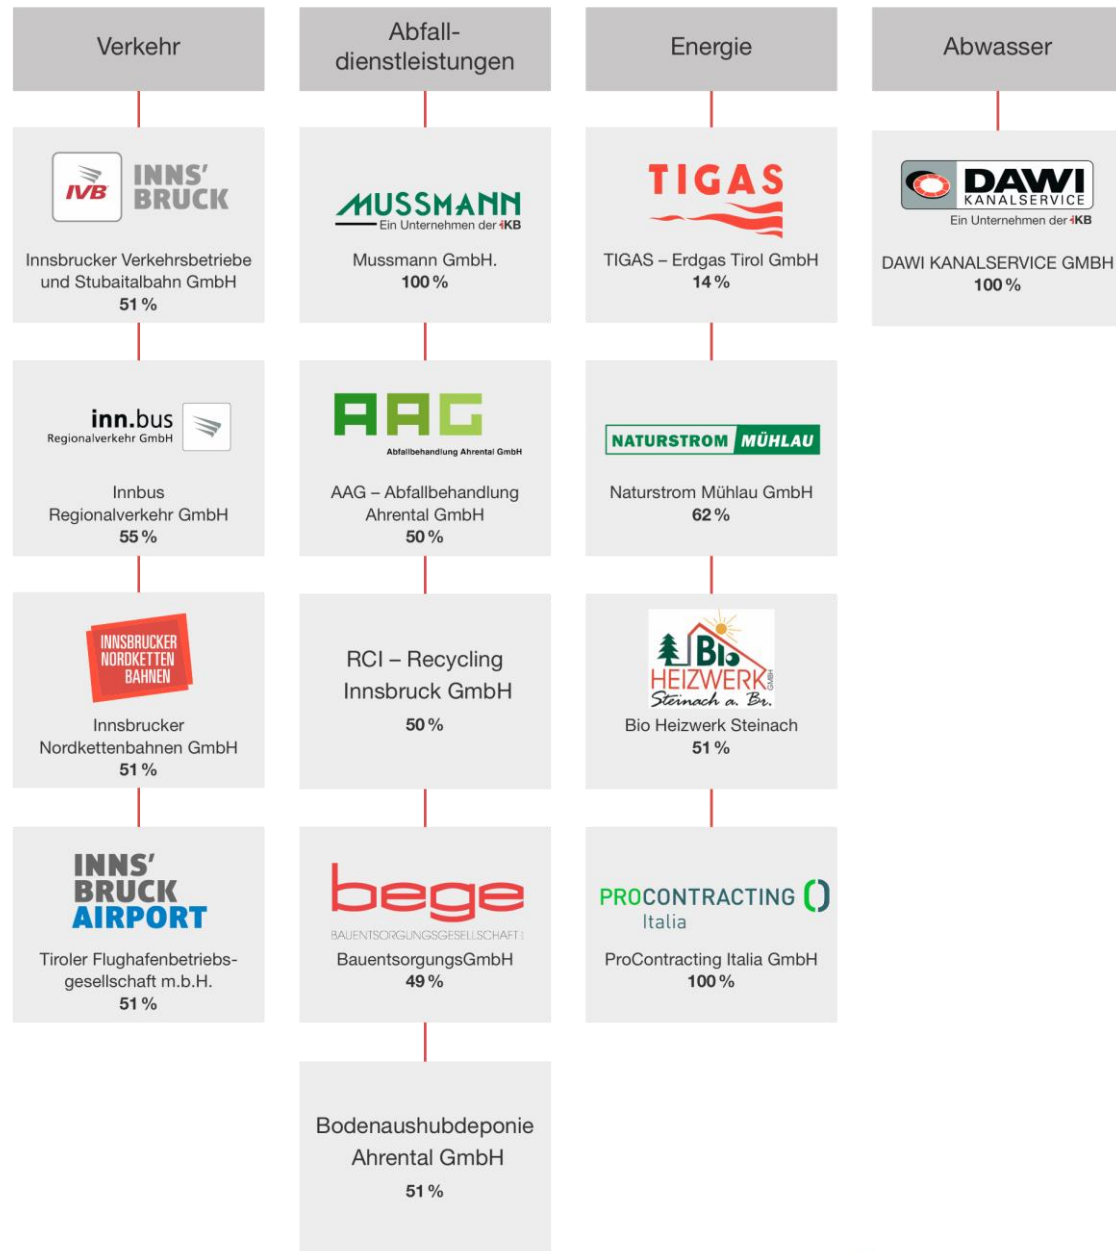 Verkehr
IVB
INNS'
BRUCK
Innsbrucker Verkehrsbetriebe
und Stubaitalbahn GmbH
51 %
inn.bus
Regionalverkehr GmbH
Innbus
Regionalverkehr GmbH
55 %
INNSBRUCKER
NORDKETTEN
BAHNEN
Innsbrucker
Nordkettenbahnen GmbH
51 %
INNS'
BRUCK
AIRPORT
Tiroler Flughafenbetriebs-
gesellschaft m.b.H.
51 %
Abfall-
dienstleistungen
MUSSMANN
Ein Unternehmen der iKB
Mussmann GmbH.
100 %
AAG
Abfallbehandlung Ahrental GmbH
AAG – Abfallbehandlung
Ahrental GmbH
50 %
RCI – Recycling
Innsbruck GmbH
50 %
bege
BAUENTSORGUNGSGESELLSCHAFT
BauentsorgungsGmbH
49 %
Bodenaushubdeponie
Ahrental GmbH
51 %
Energie
TIGAS
TIGAS – Erdgas Tirol GmbH
14 %
NATURSTROM MÜHLAU
Naturstrom Mühlau GmbH
62 %
Bio
HEIZWERK GMBH
Steinach a. Br.
Bio Heizwerk Steinach
51 %
PROCONTRACTING
Italia
ProContracting Italia GmbH
100 %
Abwasser
DAWI
KANALSERVICE
Ein Unternehmen der iKB
DAWI KANALSERVICE GMBH
100 %